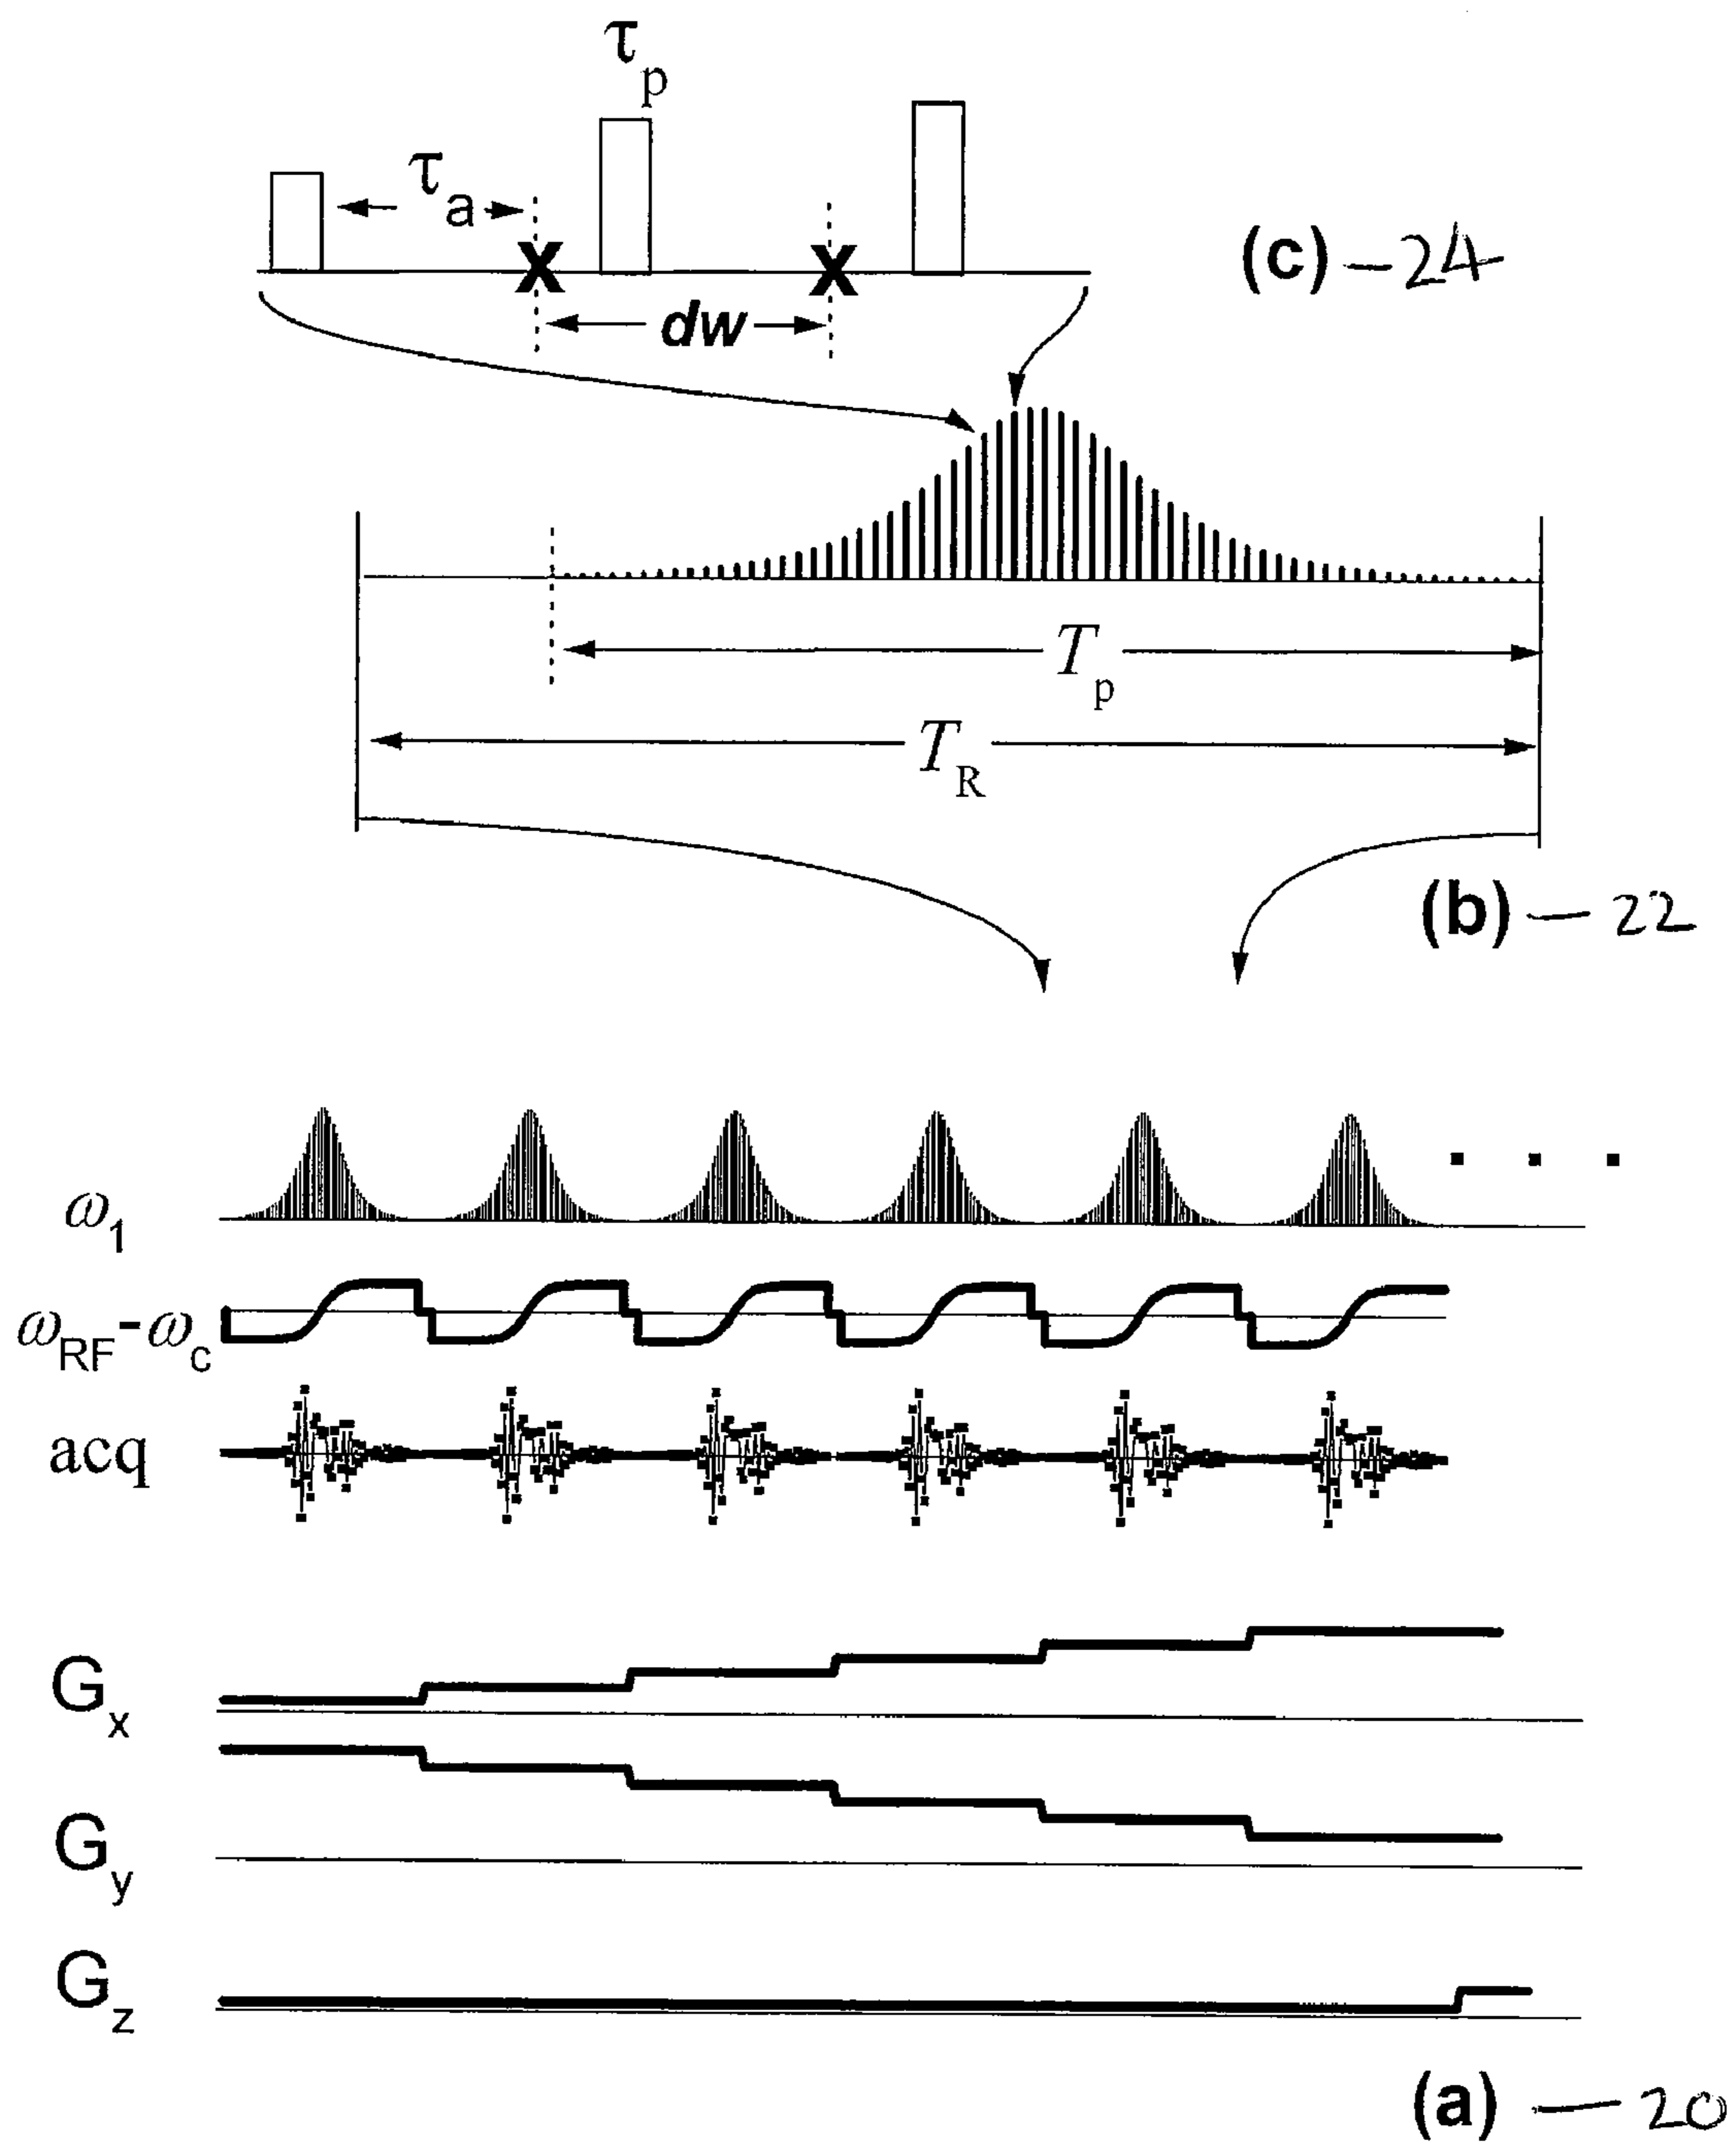 τp
τa
X X
dw
(c) – 24
Tp
TR
(b) – 22
ω1
. . .
ωRF-ωc
acq
Gx
Gy
Gz
(a) – 20